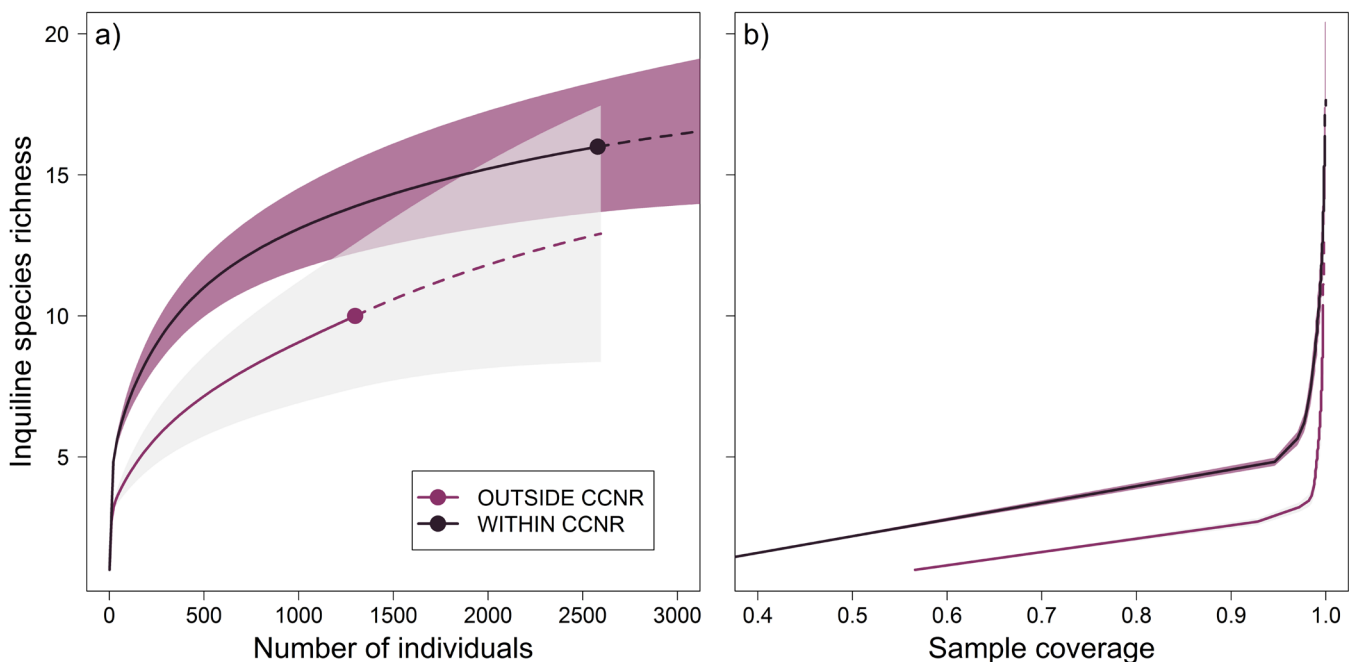 a)
20
15
10
5
Inquiline species richness
OUTSIDE CCNR
WITHIN CCNR
0 500 1000 1500 2000 2500 3000
Number of individuals
b)
0.4 0.5 0.6 0.7 0.8 0.9 1.0
Sample coverage